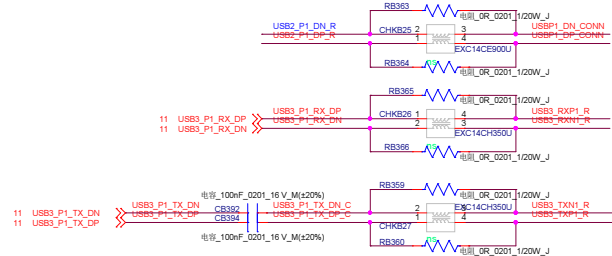 RB363
电阻_0R_0201_1/20W_J
USB2_P1_DN_R
CHKB25
2
3
USBP1_DN_CONN
USB2_P1_DP_R
1
4
USBP1_DP_CONN
EXC14CE900U
RB364
ns
电阻_0R_0201_1/20W_J
RB365
电阻_0R_0201_1/20W_J
11 USB3_P1_RX_DP
USB3_P1_RX_DP
CHKB26
1
4
USB3_RXP1_R
11 USB3_P1_RX_DN
USB3_P1_RX_DN
2
3
USB3_RXN1_R
EXC14CH350U
RB366
ns
电阻_0R_0201_1/20W_J
RB359
电容_100nF_0201_16 V_M(±20%)
电阻_0R_0201_1/20W_J
11 USB3_P1_TX_DN
USB3_P1_TX_DN
CB392
USB3_P1_TX_DN_C
2
EXC14CH350U
USB3_TXN1_R
11 USB3_P1_TX_DP
USB3_P1_TX_DP
CB394
USB3_P1_TX_DP_C
1
4
USB3_TXP1_R
CHKB27
电容_100nF_0201_16 V_M(±20%)
RB360
ns
电阻_0R_0201_1/20W_J